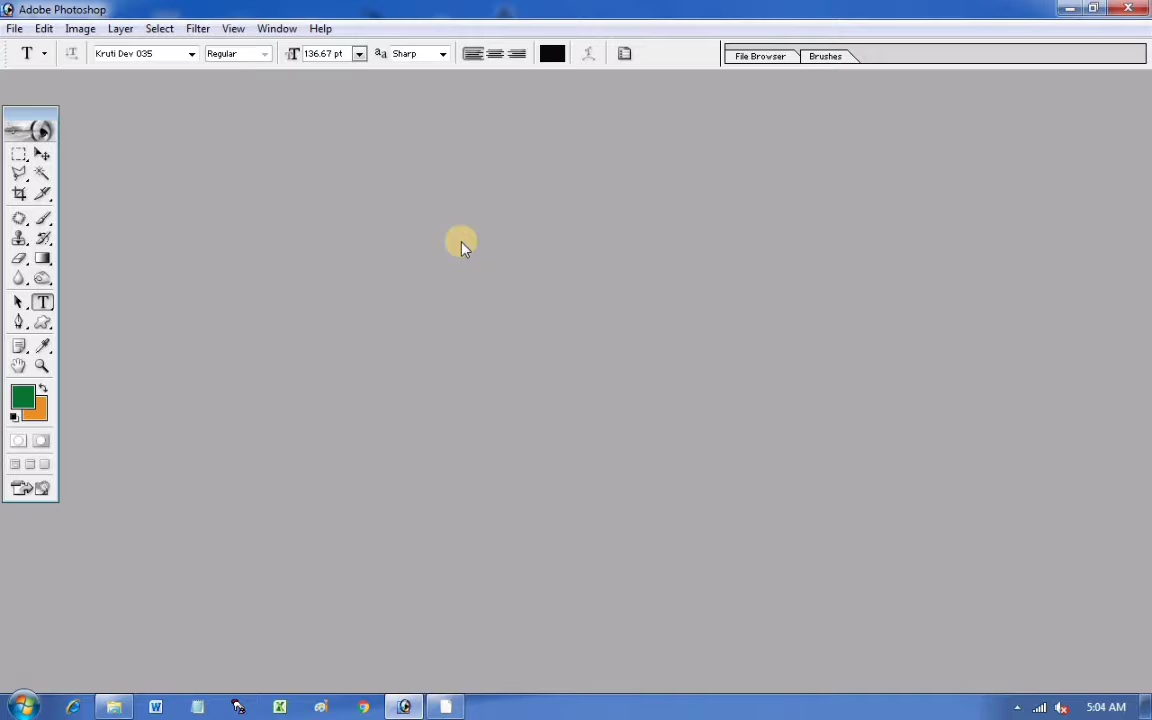 Adobe Photoshop
File Edit Image Layer Select Filter View Window Help
T T Kruti Dev 035 Regular T 136.67 pt aa Sharp File Browser Brushes
T
W X
5:04 AM